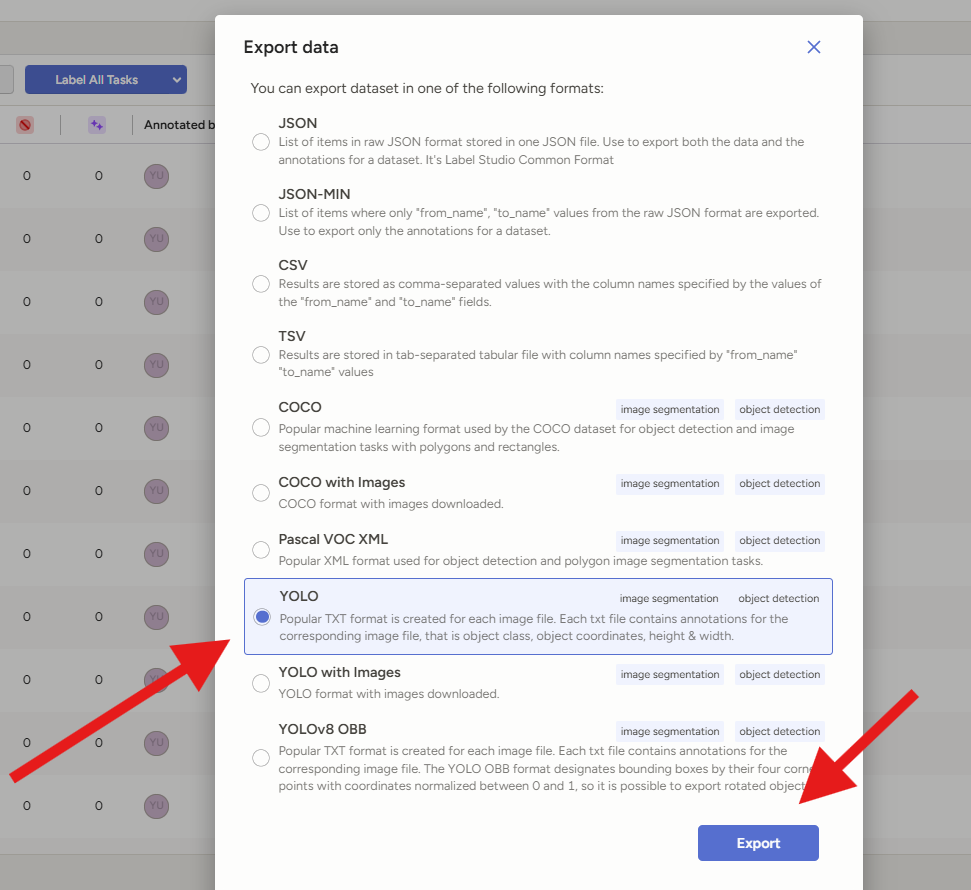 Export data
You can export dataset in one of the following formats:
Label All Tasks
Annotated b
JSON
List of items in raw JSON format stored in one JSON file. Use to export both the data and the
annotations for a dataset. It's Label Studio Common Format
JSON-MIN
List of items where only "from_name", "to_name" values from the raw JSON format are exported.
Use to export only the annotations for a dataset.
CSV
Results are stored as comma-separated values with the column names specified by the values of
the "from_name" and "to_name" fields.
TSV
Results are stored in tab-separated tabular file with column names specified by "from_name"
"to_name" values
COCO image segmentation object detection
Popular machine learning format used by the COCO dataset for object detection and image
segmentation tasks with polygons and rectangles.
COCO with Images image segmentation object detection
COCO format with images downloaded.
Pascal VOC XML image segmentation object detection
Popular XML format used for object detection and polygon image segmentation tasks.
YOLO image segmentation object detection
Popular TXT format is created for each image file. Each txt file contains annotations for the
corresponding image file, that is object class, object coordinates, height & width.
YOLO with Images image segmentation object detection
YOLO format with images downloaded.
YOLOv8 OBB image segmentation object detection
Popular TXT format is created for each image file. Each txt file contains annotations for the
corresponding image file. The YOLO OBB format designates bounding boxes by their four corne
points with coordinates normalized between 0 and 1, so it is possible to export rotated object
Export
0 0 YU
0 0 YU
0 0 YU
0 0 YU
0 0 YU
0 0 YU
0 0 YU
0 0 YU
0 0 YU
0 0 YU
0 0 YU